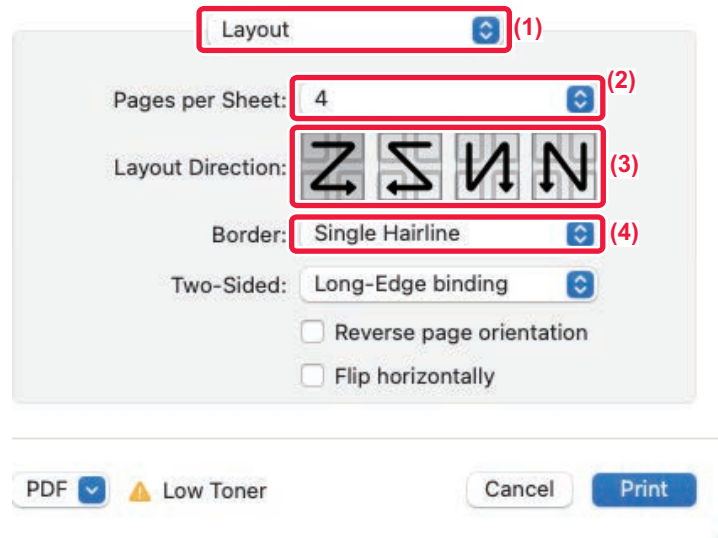 Layout (1)
Pages per Sheet: 4 (2)
Layout Direction: (3)
Border: Single Hairline (4)
Two-Sided: Long-Edge binding
Reverse page orientation
Flip horizontally
PDF Low Toner Cancel Print